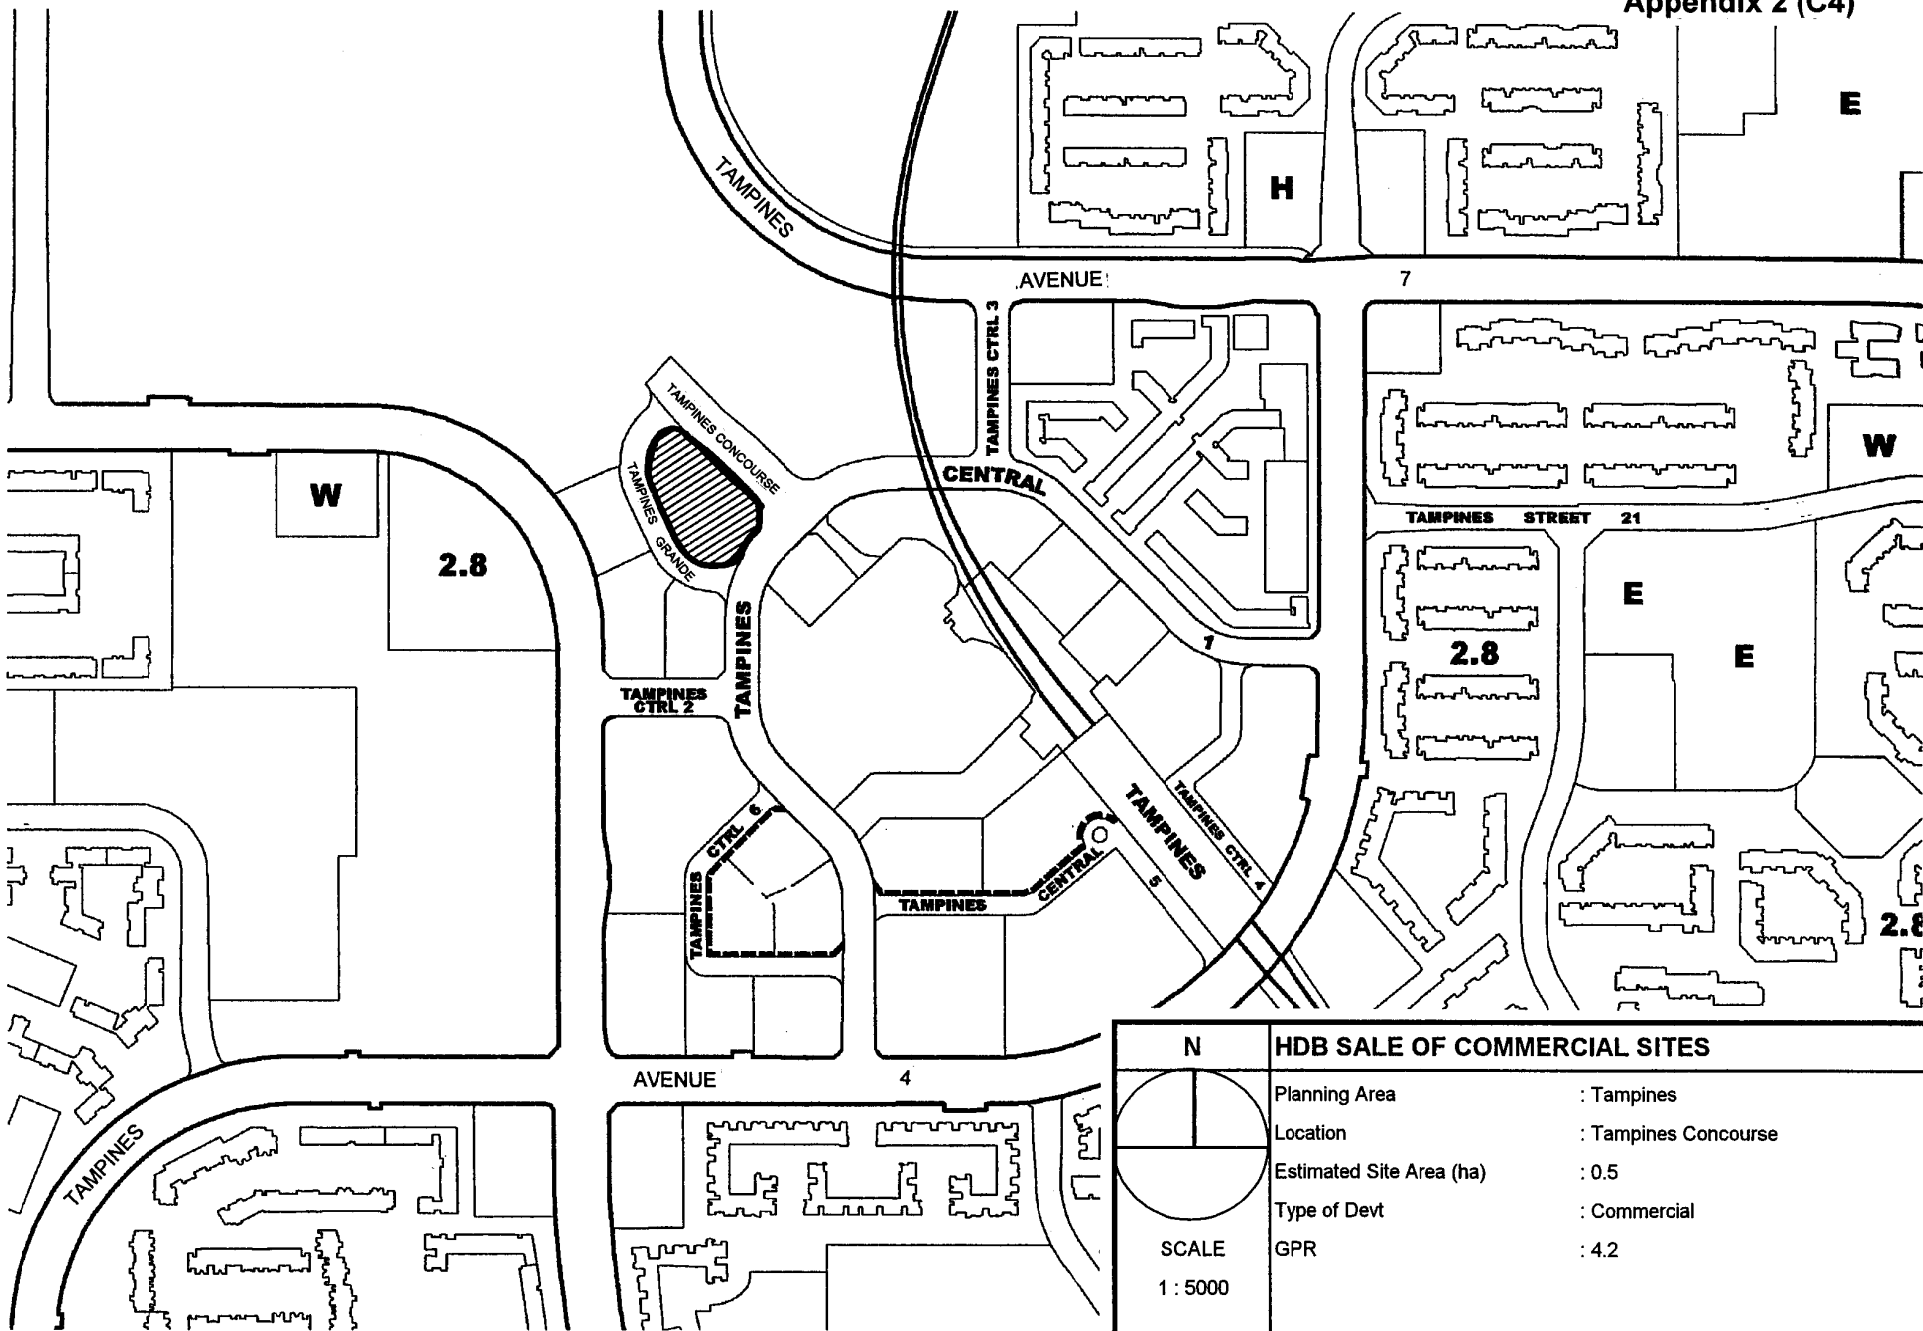 Appendix 2 (C4)
E
TAMPINES
H
AVENUE
7
TAMPINES CTRL 3
TAMPINES CONCOURSE
W
W
CENTRAL
TAMPINES
GRANDE
TAMPINES STREET 21
2.8
E
1
2.8
E
TAMPINES
TAMPINES
CTRL 2
TAMPINES
CTRL 6
TAMPINES
TAMPINES CTRL 4
CENTRAL
5
TAMPINES
TAMPINES
2.8
AVENUE
4
TAMPINES
N
HDB SALE OF COMMERCIAL SITES
Planning Area : Tampines
Location : Tampines Concourse
Estimated Site Area (ha) : 0.5
Type of Devt : Commercial
SCALE
GPR : 4.2
1 : 5000